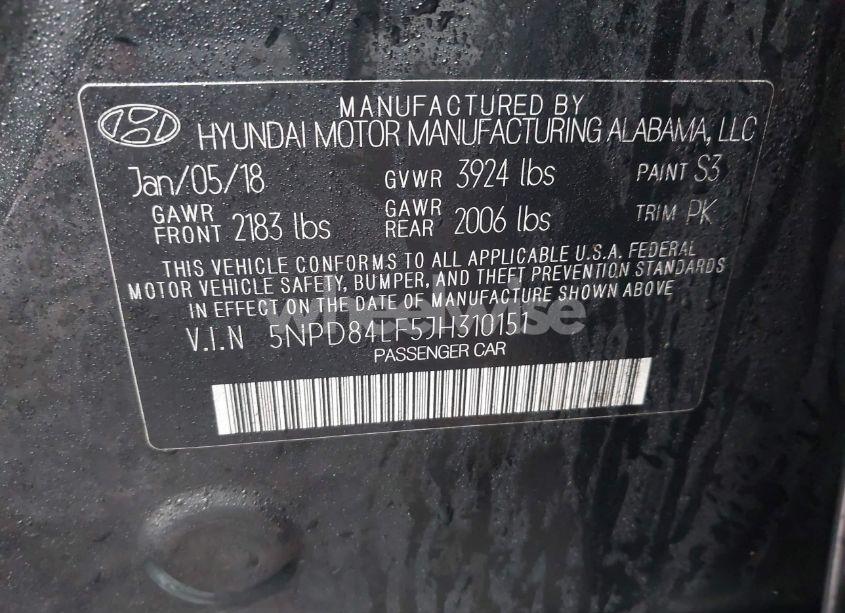 MANUFACTURED BY
HYUNDAI MOTOR MANUFACTURING ALABAMA, LLC
Jan/05/18 GVWR 3924 lbs PAINT S3
GAWR FRONT 2183 lbs GAWR REAR 2006 lbs TRIM PK
THIS VEHICLE CONFORMS TO ALL APPLICABLE U.S.A. FEDERAL
MOTOR VEHICLE SAFETY, BUMPER, AND THEFT PREVENTION STANDARDS
IN EFFECT ON THE DATE OF MANUFACTURE SHOWN ABOVE
wheelwise
V.I.N 5NPD84LF5JH310151
PASSENGER CAR